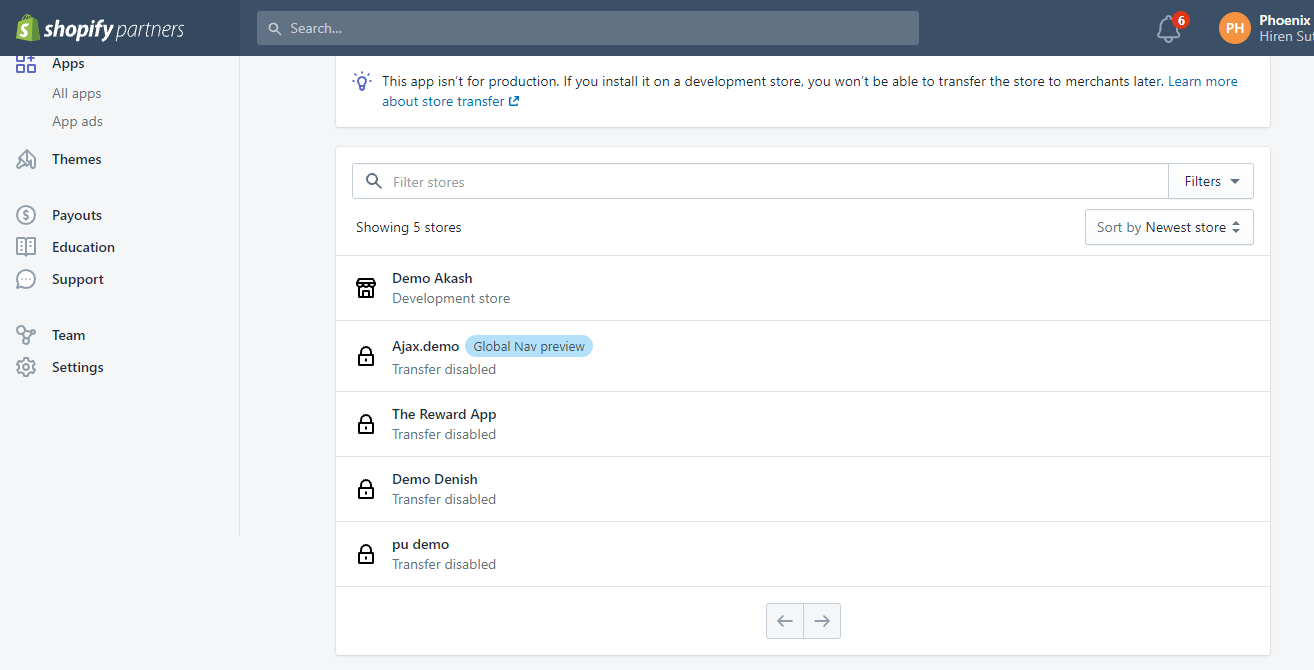 shopify partners
Search...
6
PH
Phoenix
Hiren Sut
Apps
All apps
App ads
Themes
Payouts
Education
Support
Team
Settings
This app isn't for production. If you install it on a development store, you won't be able to transfer the store to merchants later. Learn more
about store transfer
Filter stores
Filters
Showing 5 stores
Sort by Newest store
Demo Akash
Development store
Ajax.demo Global Nav preview
Transfer disabled
The Reward App
Transfer disabled
Demo Denish
Transfer disabled
pu demo
Transfer disabled